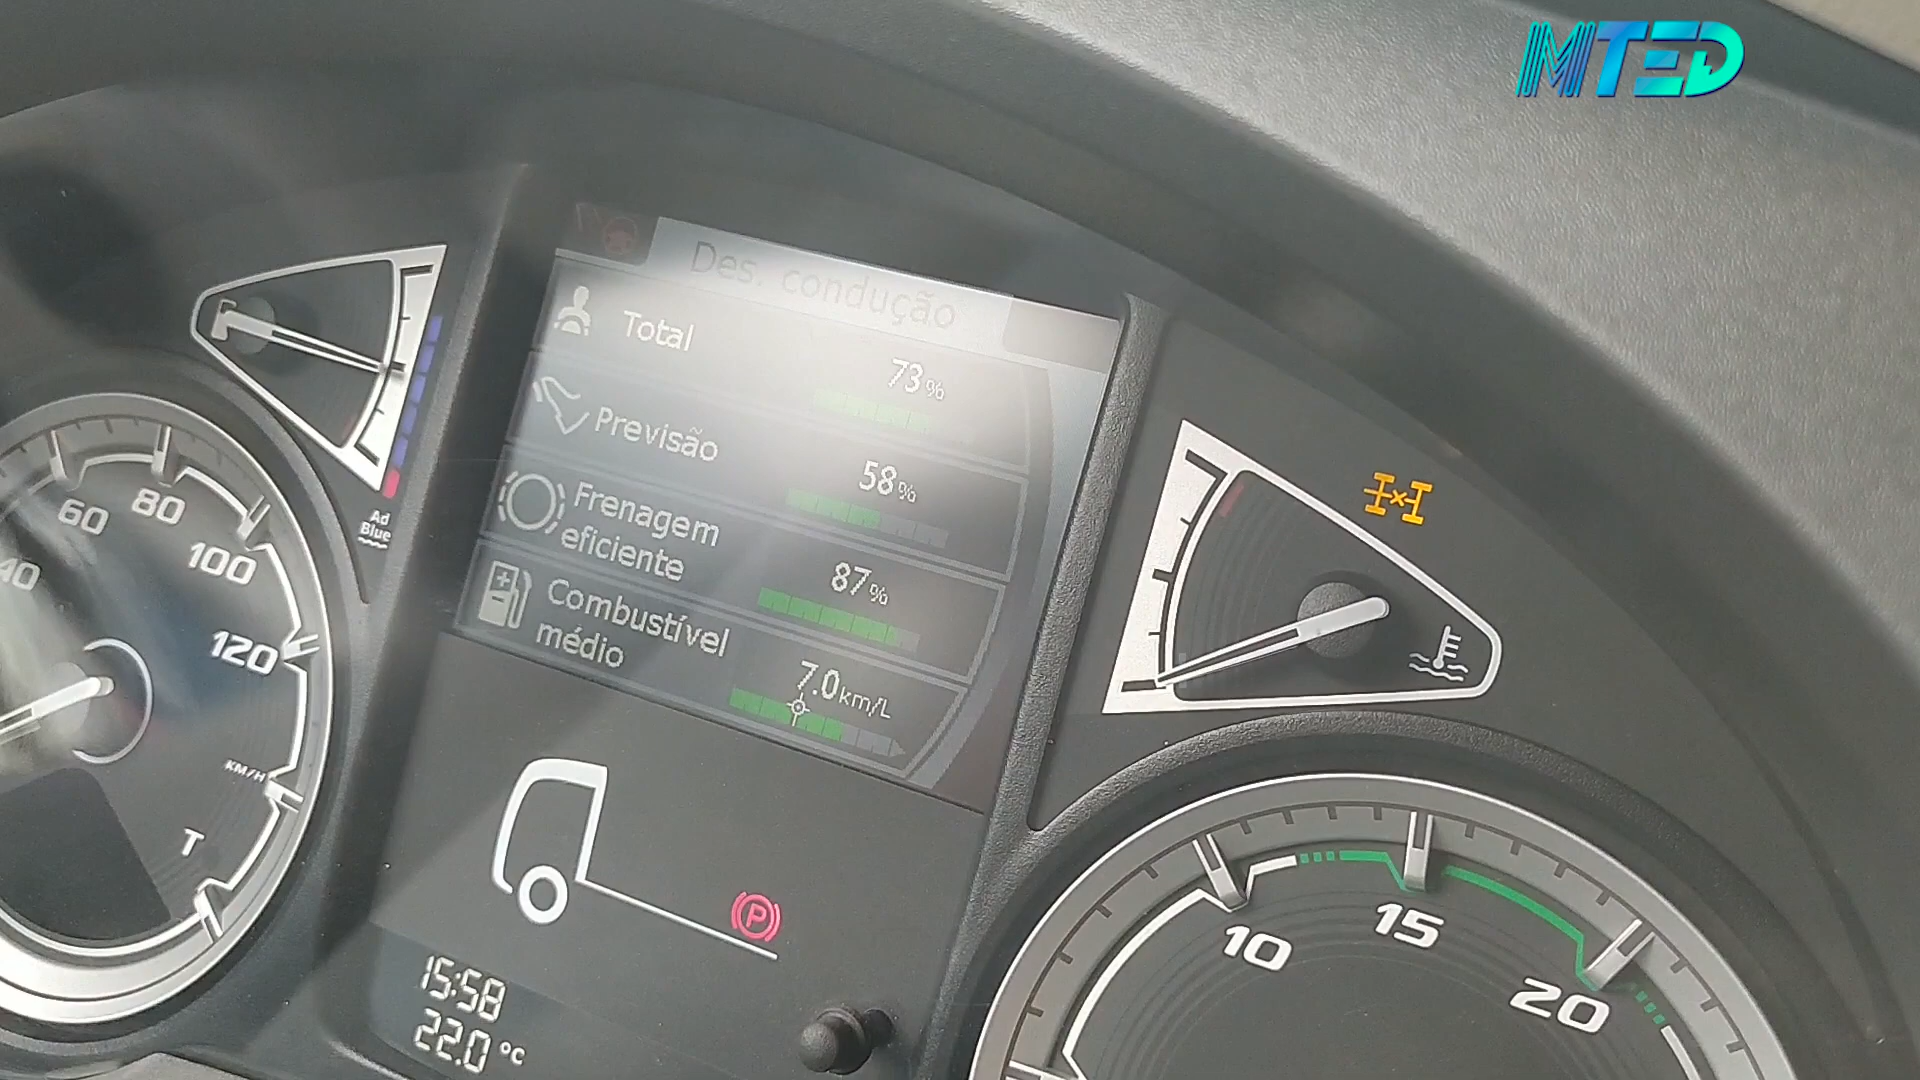 MTED
Des. condução
Total
73%
Previsão
58%
Frenagem
eficiente
87%
Combustível
médio
7.0 km/L
P
15:58
22.0 °C
Ad
Blue
40
60
80
100
120
KM/H
T
10
15
20